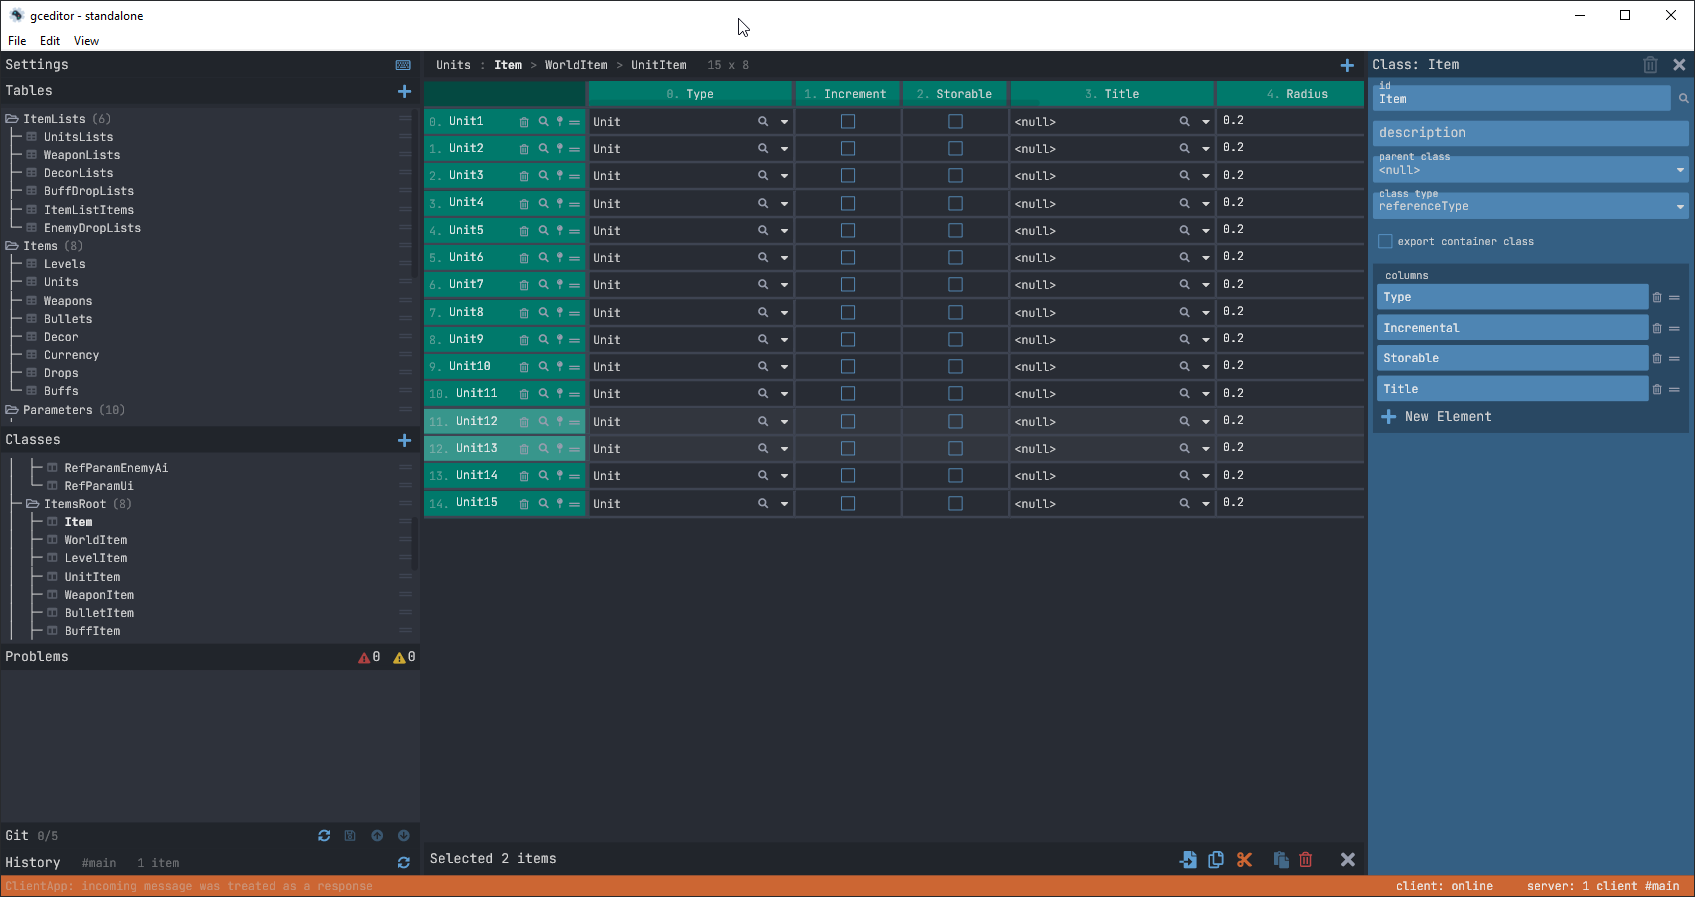 gceditor - standalone
File Edit View
Settings
Tables
ItemLists (6)
UnitsLists
WeaponLists
DecorLists
BuffDropLists
ItemListItems
EnemyDropLists
Items (8)
Levels
Units
Weapons
Bullets
Decor
Currency
Drops
Buffs
Parameters (10)
Classes
RefParamEnemyAi
RefParamUi
ItemsRoot (8)
Item
WorldItem
LevelItem
UnitItem
WeaponItem
BulletItem
BuffItem
Problems 0 0
Git 0/5
History #main 1 item
Units : Item > WorldItem > UnitItem 15 x 8
0. Type 1. Increment 2. Storable 3. Title 4. Radius
0. Unit1 Unit <null> 0.2
1. Unit2 Unit <null> 0.2
2. Unit3 Unit <null> 0.2
3. Unit4 Unit <null> 0.2
4. Unit5 Unit <null> 0.2
5. Unit6 Unit <null> 0.2
6. Unit7 Unit <null> 0.2
7. Unit8 Unit <null> 0.2
8. Unit9 Unit <null> 0.2
9. Unit10 Unit <null> 0.2
10. Unit11 Unit <null> 0.2
11. Unit12 Unit <null> 0.2
12. Unit13 Unit <null> 0.2
13. Unit14 Unit <null> 0.2
14. Unit15 Unit <null> 0.2
Selected 2 items
Class: Item
id
Item
description
parent class
<null>
class type
referenceType
export container class
columns
Type
Incremental
Storable
Title
New Element
ClientApp: incoming message was treated as a response
client: online server: 1 client #main